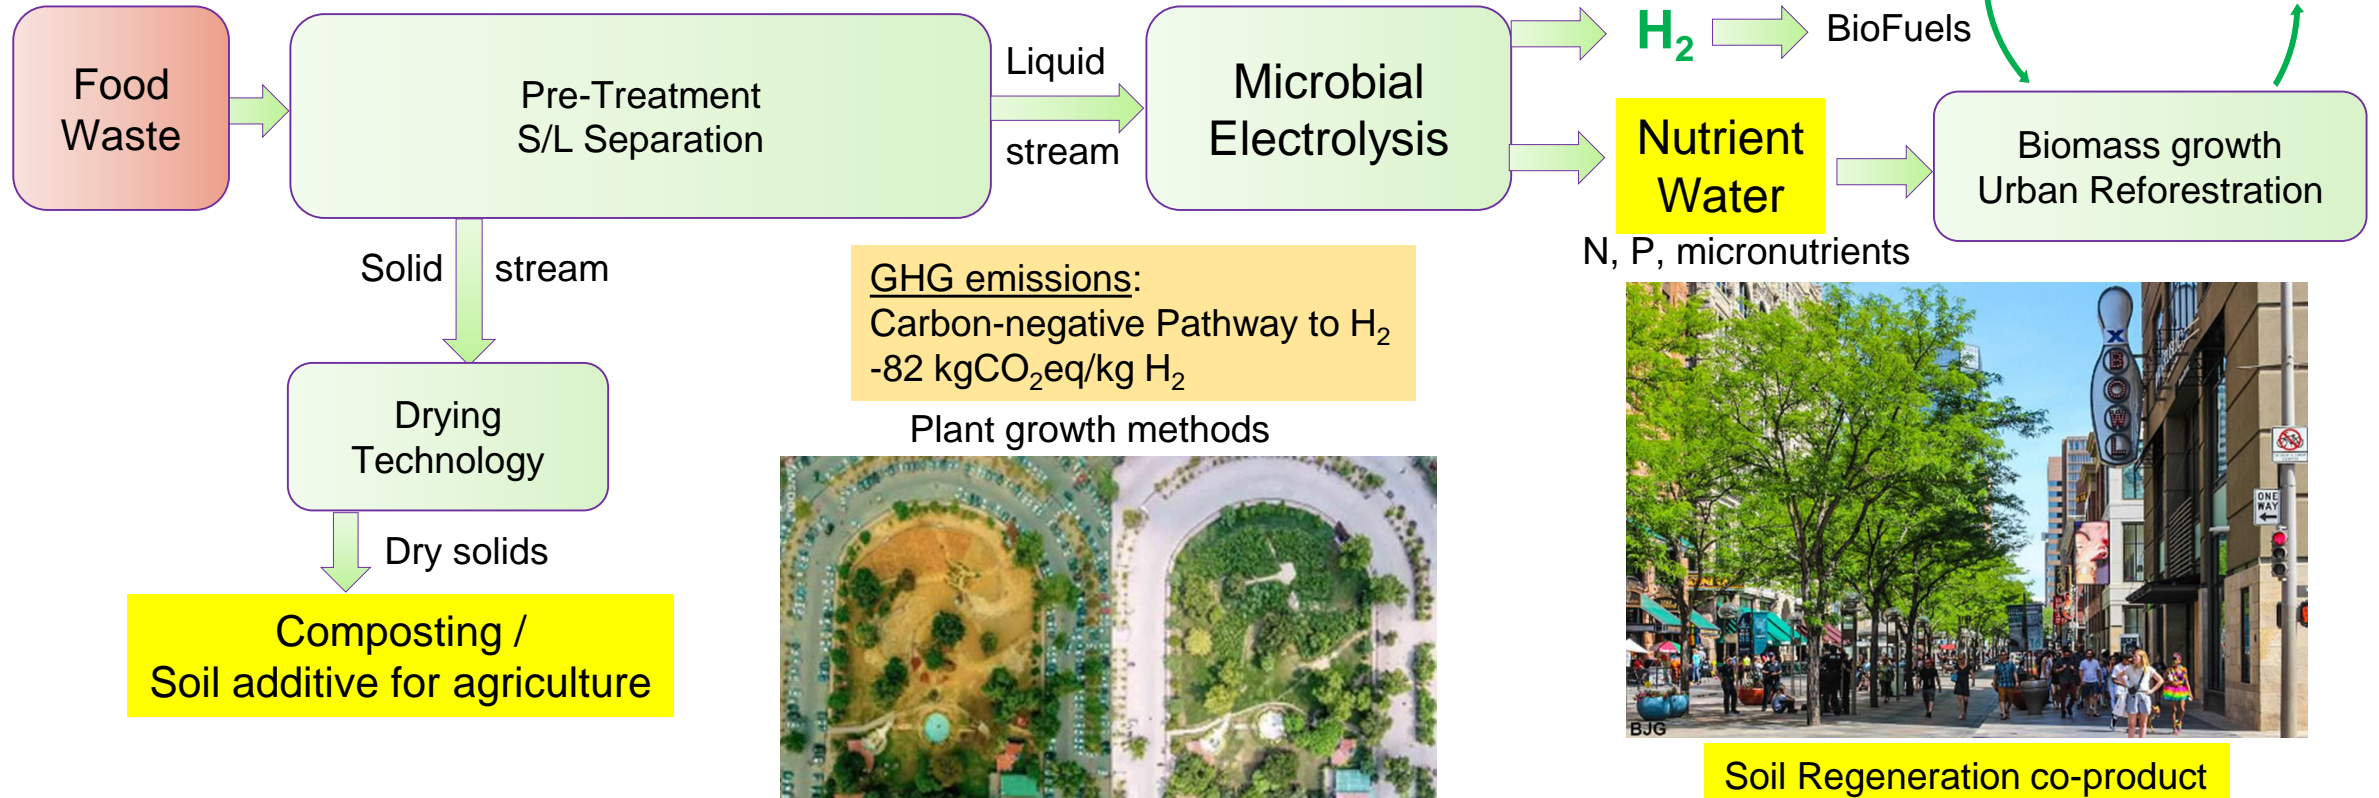 Food
Waste
Pre-Treatment
S/L Separation
Liquid
stream
Microbial
Electrolysis
H₂
BioFuels
Nutrient
Water
N, P, micronutrients
Biomass growth
Urban Reforestration
Solid stream
Drying
Technology
Dry solids
Composting /
Soil additive for agriculture
GHG emissions:
Carbon-negative Pathway to H₂
-82 kgCO₂eq/kg H₂
Plant growth methods
X
BOWL
ONE
WAY
BJG
Soil Regeneration co-product